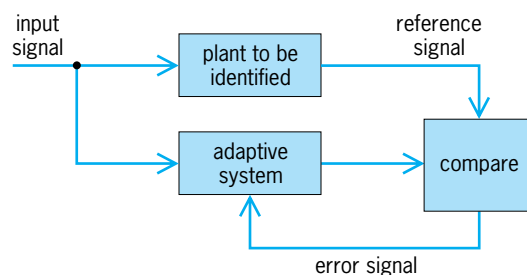 input
signal
plant to be
identified
reference
signal
adaptive
system
compare
error signal